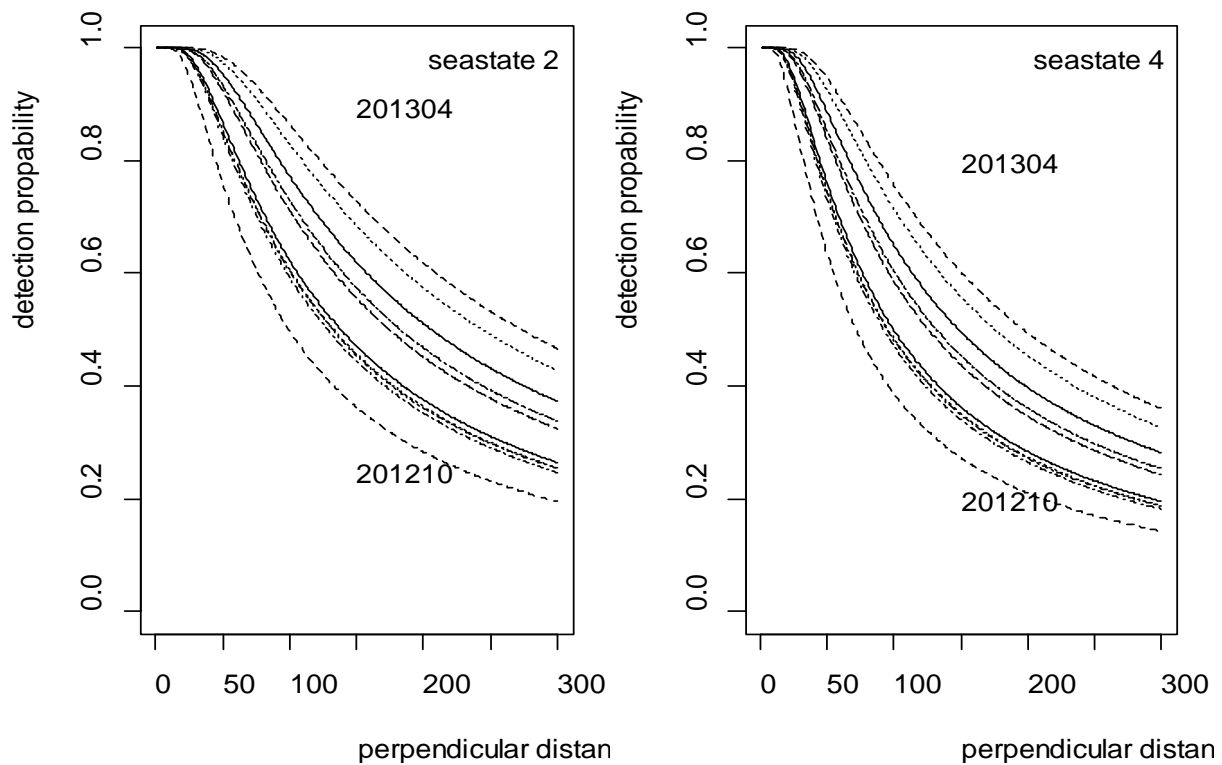 seastate 2
201304
201210
detection propability
1.0
0.8
0.6
0.4
0.2
0.0
0 50 100 200 300
perpendicular distan
seastate 4
201304
201210
detection propability
1.0
0.8
0.6
0.4
0.2
0.0
0 50 100 200 300
perpendicular distan